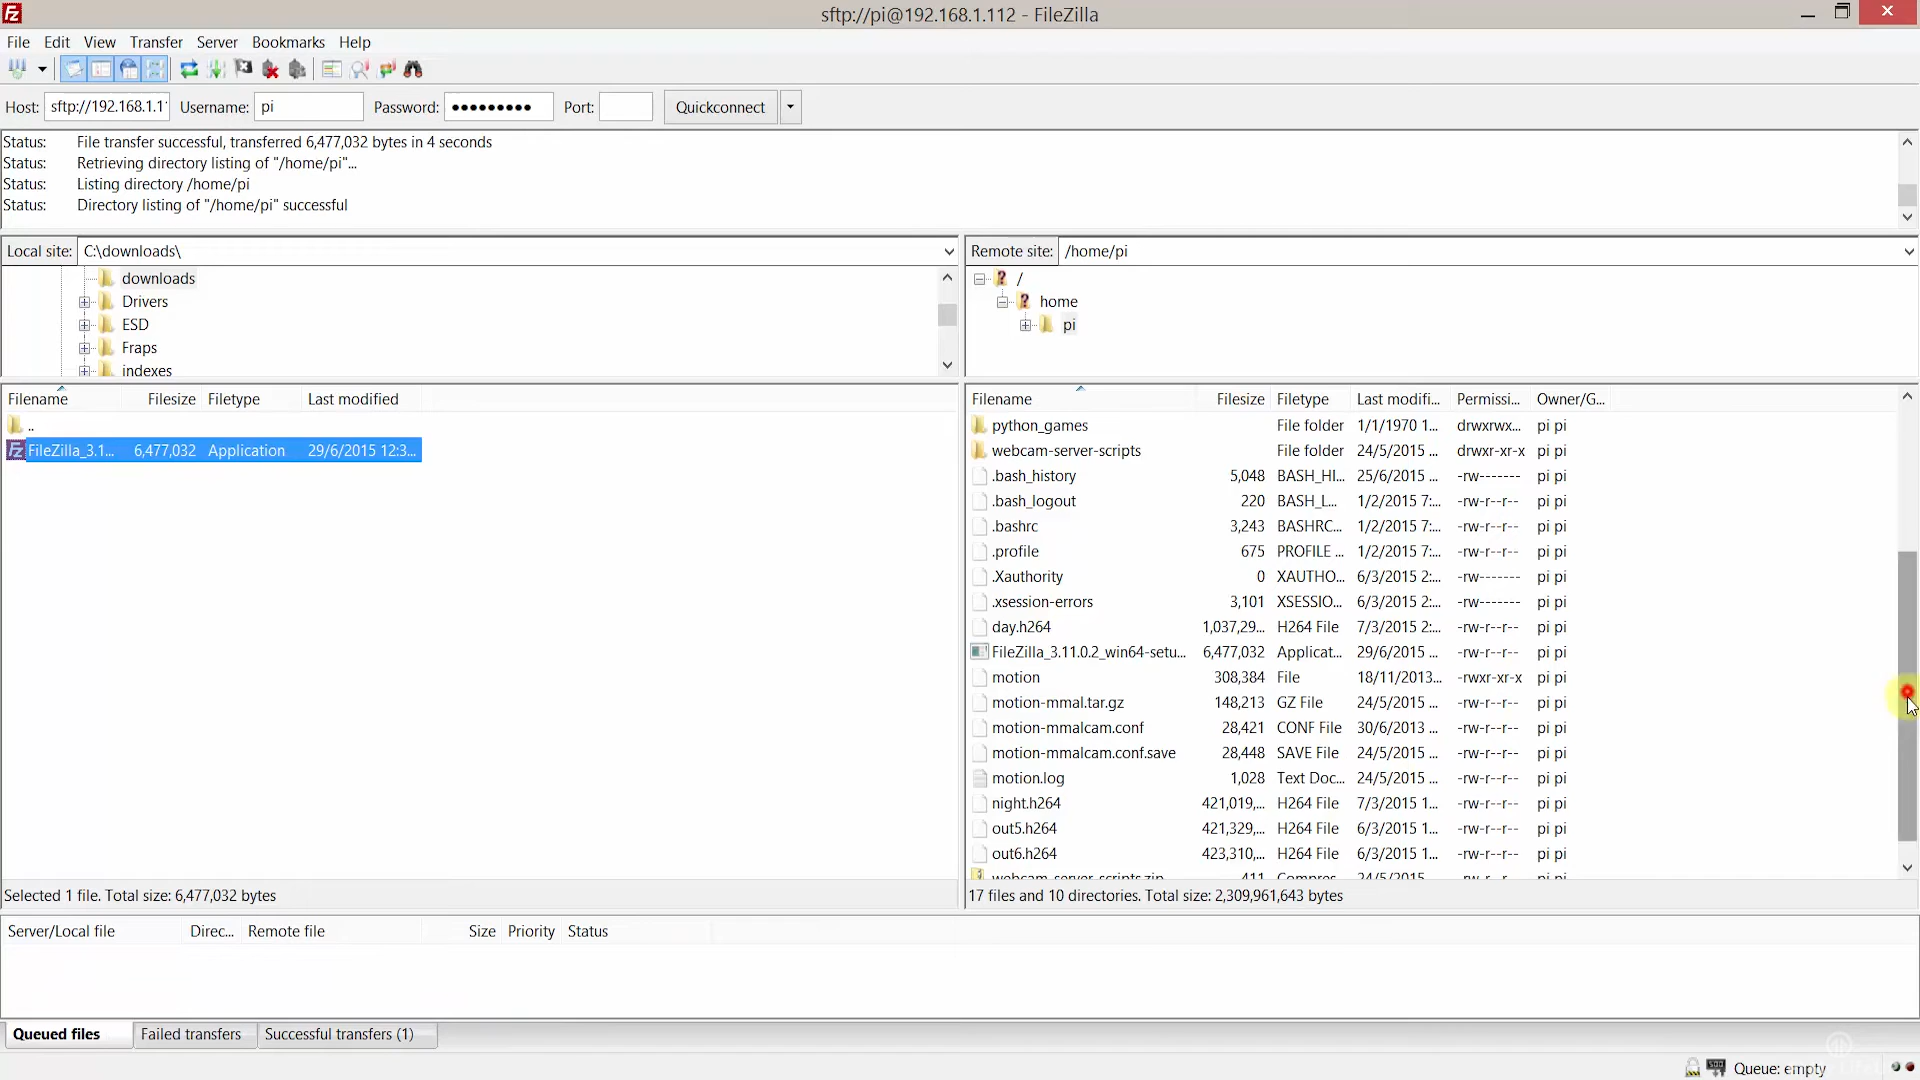 sftp://pi@192.168.1.112 - FileZilla
File Edit View Transfer Server Bookmarks Help
Host: sftp://192.168.1.1 Username: pi Password: ●●●●●●●●● Port: Quickconnect
Status: File transfer successful, transferred 6,477,032 bytes in 4 seconds
Status: Retrieving directory listing of "/home/pi"...
Status: Listing directory /home/pi
Status: Directory listing of "/home/pi" successful
Local site: C:\downloads\
downloads
Drivers
ESD
Fraps
indexes
Remote site: /home/pi
/
home
pi
Filename Filesize Filetype Last modified
..
FileZilla_3.1... 6,477,032 Application 29/6/2015 12:3...
Selected 1 file. Total size: 6,477,032 bytes
Filename Filesize Filetype Last modifi... Permissi... Owner/G...
python_games File folder 1/1/1970 1... drwxrwx... pi pi
webcam-server-scripts File folder 24/5/2015 ... drwxr-xr-x pi pi
.bash_history 5,048 BASH_HI... 25/6/2015 ... -rw------- pi pi
.bash_logout 220 BASH_L... 1/2/2015 7:... -rw-r--r-- pi pi
.bashrc 3,243 BASHRC... 1/2/2015 7:... -rw-r--r-- pi pi
.profile 675 PROFILE ... 1/2/2015 7:... -rw-r--r-- pi pi
.Xauthority 0 XAUTHO... 6/3/2015 2:... -rw------- pi pi
.xsession-errors 3,101 XSESSIO... 6/3/2015 2:... -rw------- pi pi
day.h264 1,037,29... H264 File 7/3/2015 2:... -rw-r--r-- pi pi
FileZilla_3.11.0.2_win64-setu... 6,477,032 Applicat... 29/6/2015 ... -rw-r--r-- pi pi
motion 308,384 File 18/11/2013... -rwxr-xr-x pi pi
motion-mmal.tar.gz 148,213 GZ File 24/5/2015 ... -rw-r--r-- pi pi
motion-mmalcam.conf 28,421 CONF File 30/6/2013 ... -rw-r--r-- pi pi
motion-mmalcam.conf.save 28,448 SAVE File 24/5/2015 ... -rw-r--r-- pi pi
motion.log 1,028 Text Doc... 24/5/2015 ... -rw-r--r-- pi pi
night.h264 421,019,... H264 File 7/3/2015 1... -rw-r--r-- pi pi
out5.h264 421,329,... H264 File 6/3/2015 1... -rw-r--r-- pi pi
out6.h264 423,310,... H264 File 6/3/2015 1... -rw-r--r-- pi pi
webcam-server-scripts.zip 411 Compres... 24/5/2015 ... -rw-r--r-- pi pi
17 files and 10 directories. Total size: 2,309,961,643 bytes
Server/Local file Direc... Remote file Size Priority Status
Queued files Failed transfers Successful transfers (1)
Queue: empty